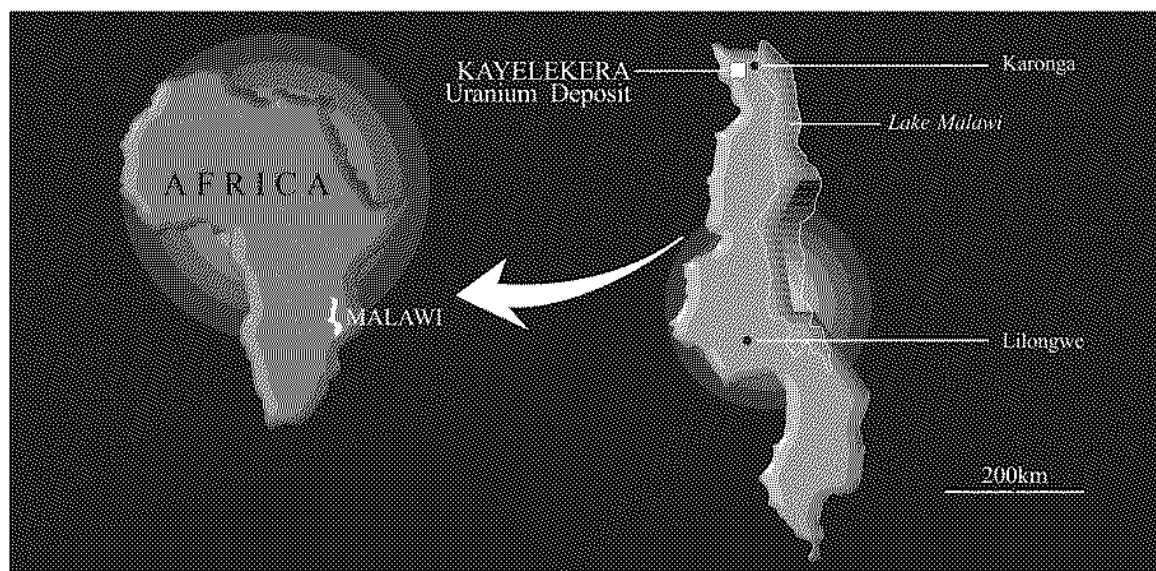 AFRICA
MALAWI
KAYELEKERA
Uranium Deposit
Karonga
Lake Malawi
Lilongwe
200km